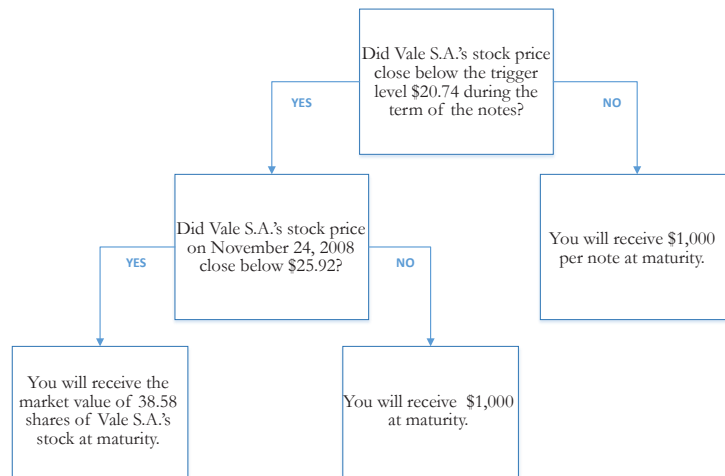 Did Vale S.A.'s stock price
close below the trigger
level $20.74 during the
term of the notes?
YES
NO
Did Vale S.A.'s stock price
on November 24, 2008
close below $25.92?
You will receive $1,000
per note at maturity.
YES
NO
You will receive the
market value of 38.58
shares of Vale S.A.'s
stock at maturity.
You will receive $1,000
at maturity.